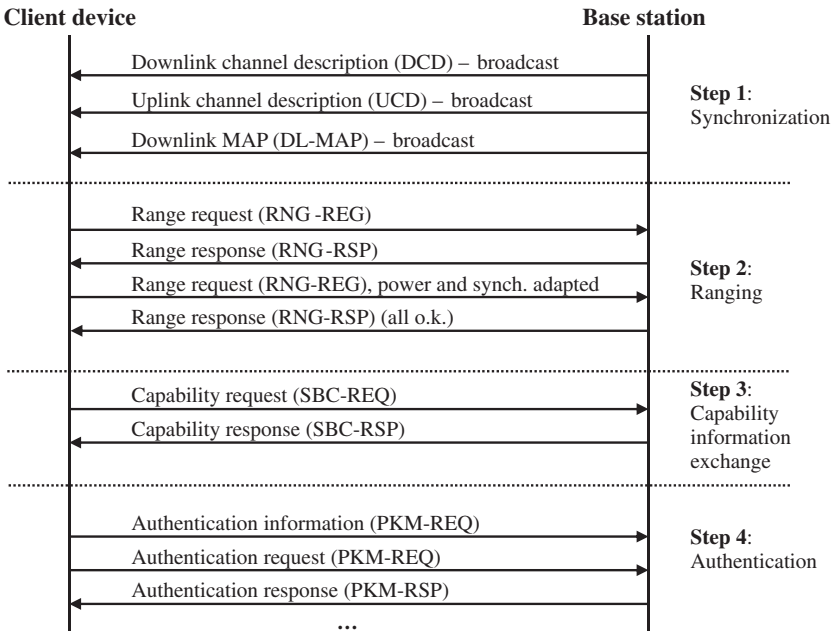 Client device
Base station
Downlink channel description (DCD) – broadcast
Uplink channel description (UCD) – broadcast
Downlink MAP (DL-MAP) – broadcast
Step 1:
Synchronization
Range request (RNG -REG)
Range response (RNG-RSP)
Range request (RNG-REG), power and synch. adapted
Range response (RNG-RSP) (all o.k.)
Step 2:
Ranging
Capability request (SBC-REQ)
Capability response (SBC-RSP)
Step 3:
Capability
information
exchange
Authentication information (PKM-REQ)
Authentication request (PKM-REQ)
Authentication response (PKM-RSP)
...
Step 4:
Authentication